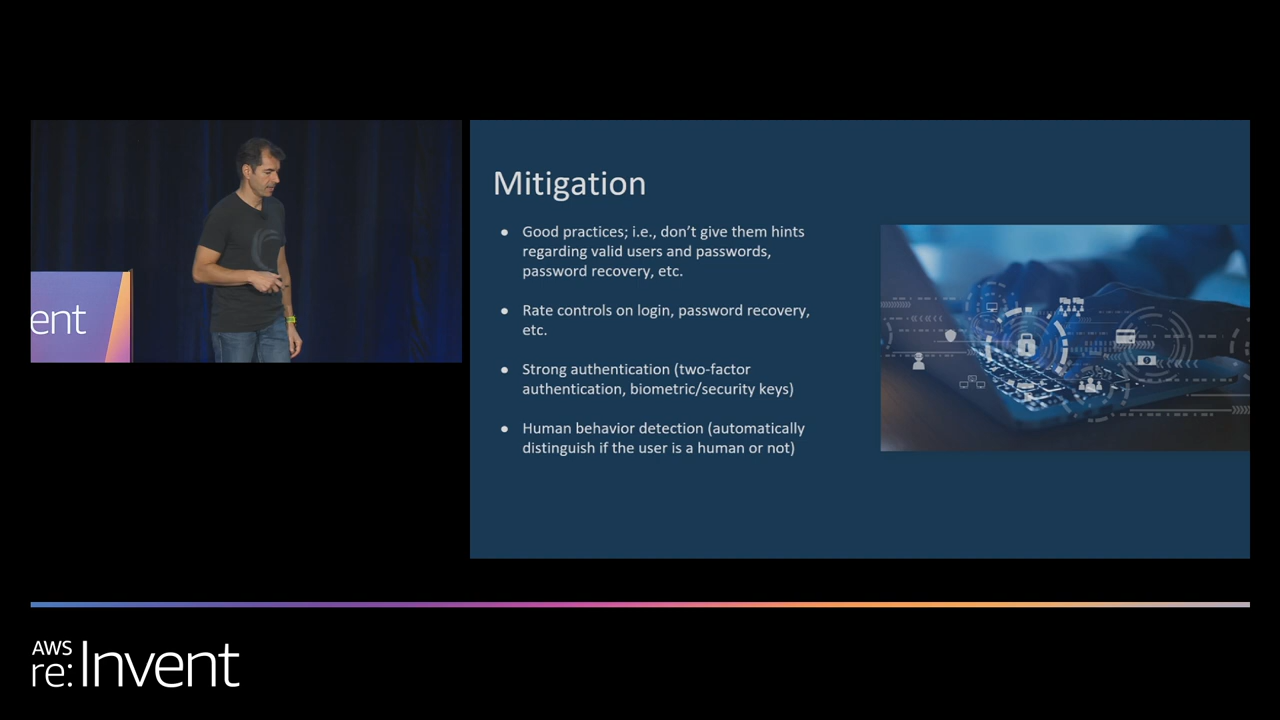 ent
Mitigation
● Good practices; i.e., don’t give them hints
regarding valid users and passwords,
password recovery, etc.
● Rate controls on login, password recovery,
etc.
● Strong authentication (two-factor
authentication, biometric/security keys)
● Human behavior detection (automatically
distinguish if the user is a human or not)
AWS
re:Invent